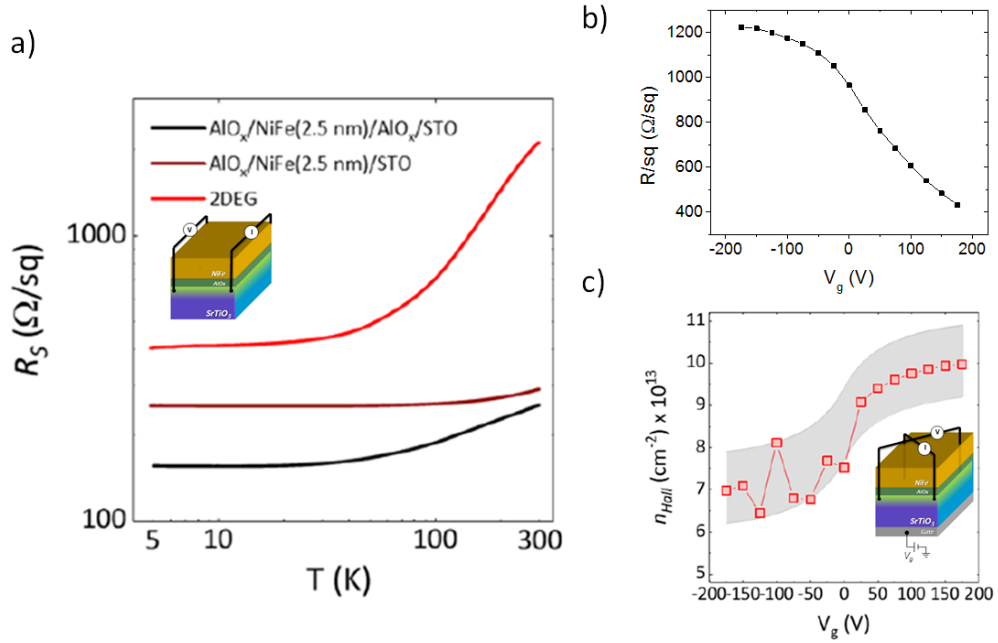 a)
AlOx/NiFe(2.5 nm)/AlOx/STO
AlOx/NiFe(2.5 nm)/STO
2DEG
V
I
NiFe
AlOx
SrTiO3
1000
100
RS (Ω/sq)
5
10
100
300
T (K)
b)
1200
1000
800
600
400
R/sq (Ω/sq)
-200
-100
0
100
200
Vg (V)
c)
11
10
9
8
7
6
5
nHall (cm-2) x 1013
V
I
NiFe
AlOx
SrTiO3
Gate
Vg
-200
-150
-100
-50
0
50
100
150
200
Vg (V)